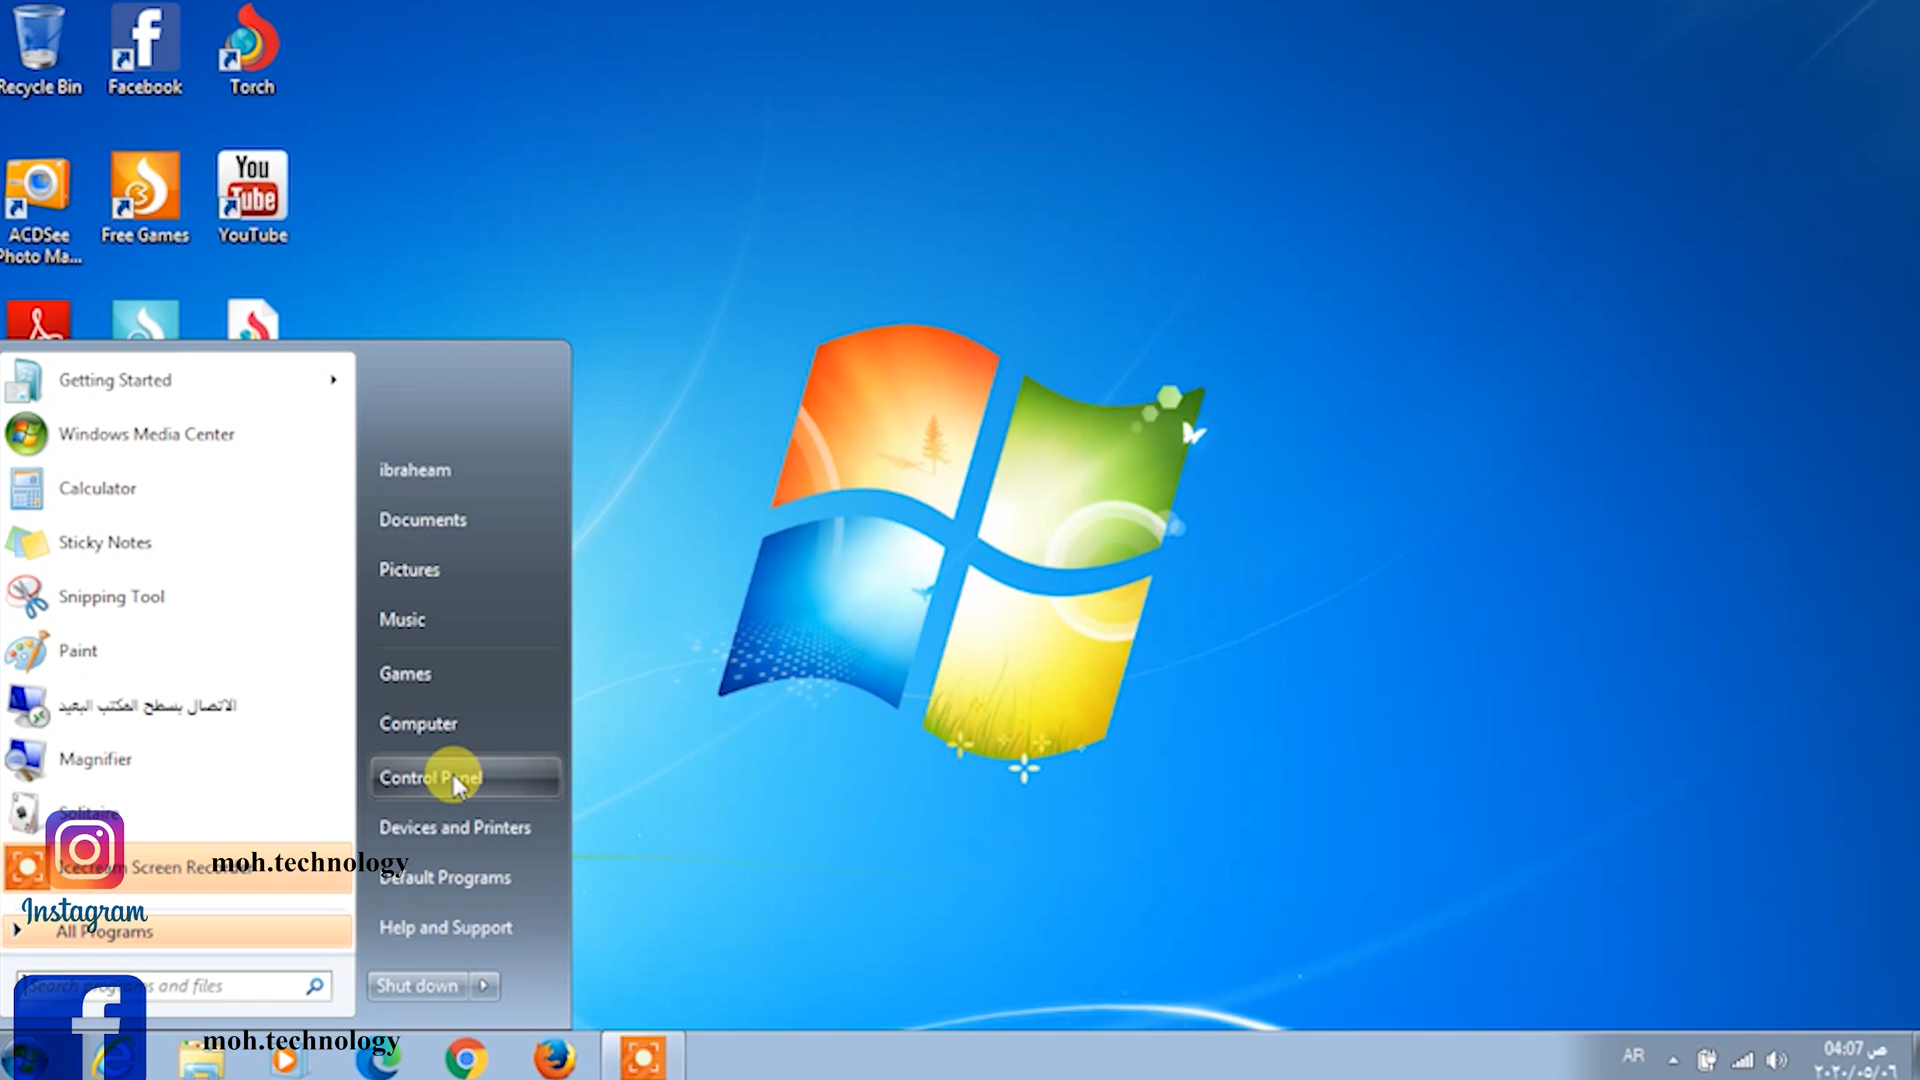 Recycle Bin
Facebook
Torch
ACDSee
Photo Ma...
Free Games
You
Tube
YouTube
Getting Started
Windows Media Center
Calculator
Sticky Notes
Snipping Tool
Paint
الاتصال بسطح المكتب البعيد
Magnifier
Solitaire
Icecream Screen Recorder
All Programs
Search programs and files
ibraheam
Documents
Pictures
Music
Games
Computer
Control Panel
Devices and Printers
Default Programs
Help and Support
Shut down
Instagram
moh.technology
moh.technology
AR
04:07 ص
٢٠٢٠/٠٥/٠٦